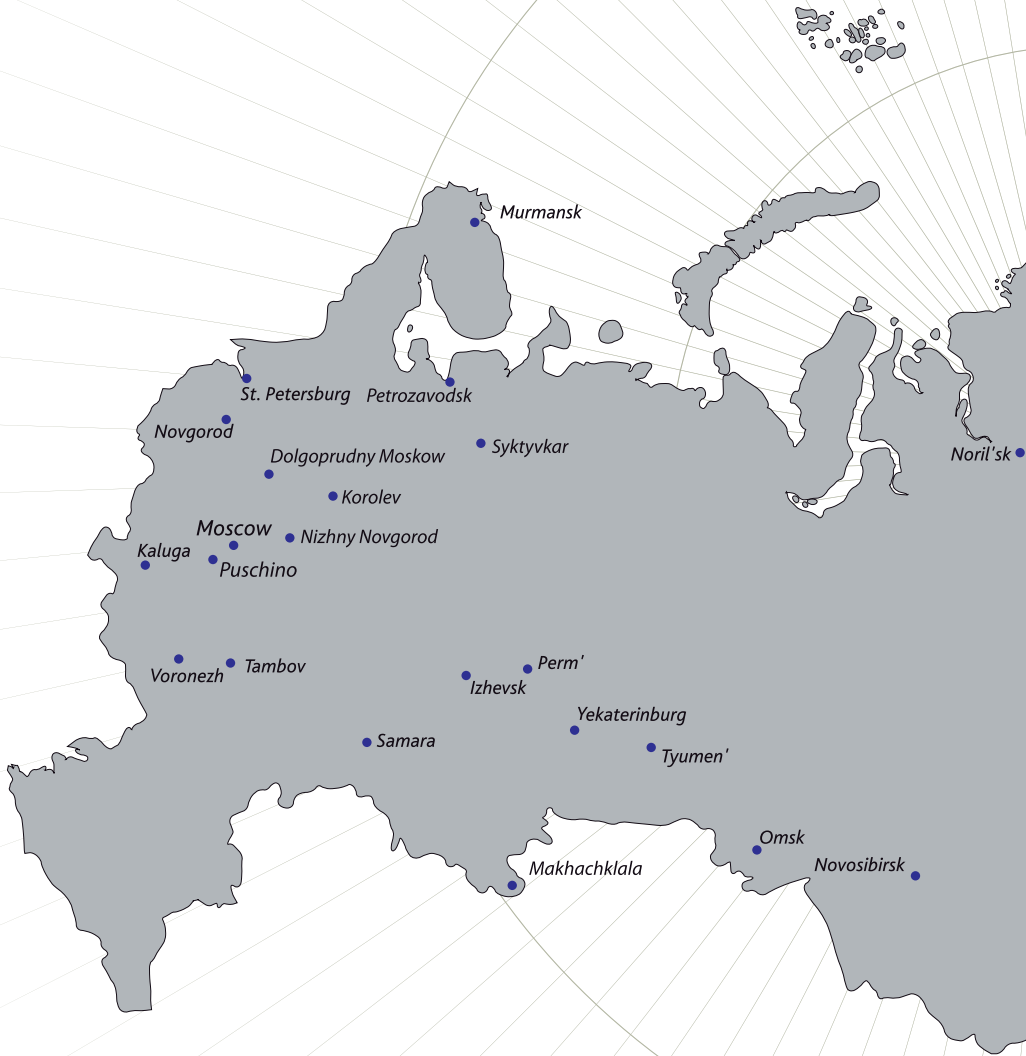 Murmansk
St. Petersburg
Petrozavodsk
Novgorod
Syktyvkar
Dolgoprudny Moskow
Noril'sk
Korolev
Moscow
Nizhny Novgorod
Kaluga
Puschino
Voronezh
Tambov
Perm'
Izhevsk
Yekaterinburg
Samara
Tyumen'
Omsk
Novosibirsk
Makhachklala